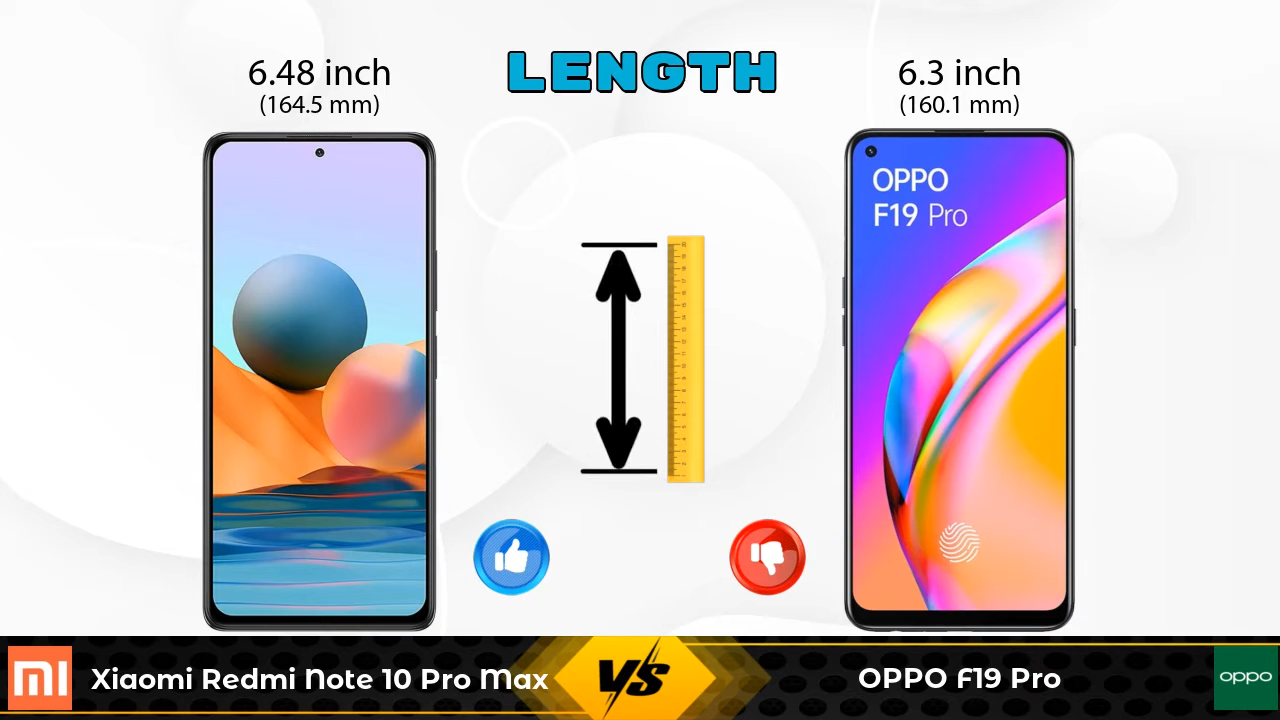 LENGTH
6.48 inch
(164.5 mm)
6.3 inch
(160.1 mm)
OPPO
F19 Pro
mi
Xiaomi Redmi Note 10 Pro Max
VS
OPPO F19 Pro
oppo